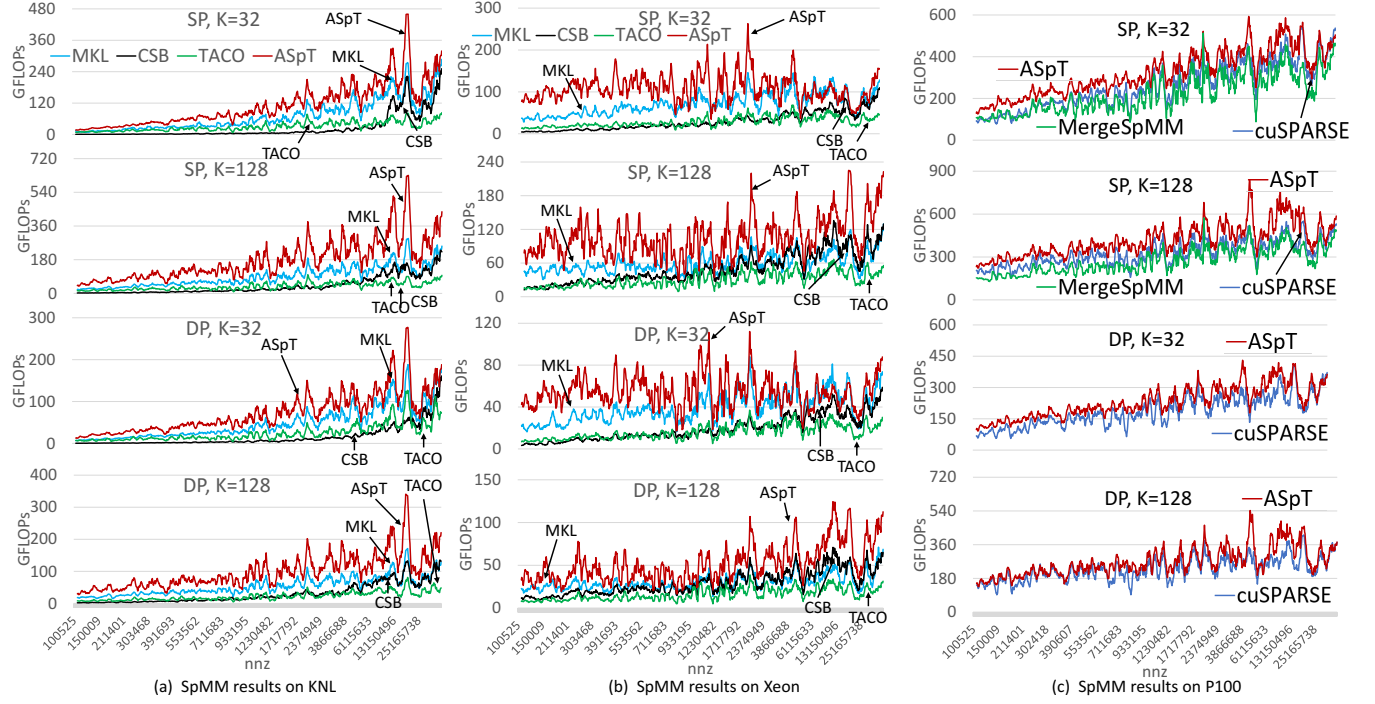 SP, K=32
480
360
240
120
0
GFLOPs
MKL CSB TACO ASpT
ASpT
MKL
TACO
CSB
SP, K=128
720
540
360
180
0
GFLOPs
ASpT
MKL
TACO
CSB
DP, K=32
300
200
100
0
GFLOPs
ASpT
MKL
CSB
TACO
DP, K=128
400
300
200
100
0
GFLOPs
ASpT
TACO
MKL
CSB
100525
150009
211401
303468
391693
553562
711683
933195
1230482
1717792
2374949
3866688
6115633
13150496
25165738
nnz
(a) SpMM results on KNL
SP, K=32
300
200
100
0
GFLOPs
MKL CSB TACO ASpT
ASpT
MKL
CSB
TACO
SP, K=128
240
180
120
60
0
GFLOPs
ASpT
MKL
CSB
TACO
DP, K=32
120
80
40
0
GFLOPs
ASpT
MKL
CSB
TACO
DP, K=128
150
100
50
0
GFLOPs
ASpT
MKL
CSB
TACO
100525
150009
211401
303468
391693
553562
711683
933195
1230482
1717792
2374949
3866688
6115633
13150496
25165738
nnz
(b) SpMM results on Xeon
SP, K=32
600
400
200
0
GFLOPs
ASpT
MergeSpMM
cuSPARSE
SP, K=128
900
600
300
0
GFLOPs
ASpT
MergeSpMM
cuSPARSE
DP, K=32
600
450
300
150
0
GFLOPs
ASpT
cuSPARSE
DP, K=128
720
540
360
180
0
GFLOPs
ASpT
cuSPARSE
100525
150009
211401
302418
390607
553562
711683
933195
1230482
1717792
2374949
3866688
6115633
13150496
25165738
nnz
(c) SpMM results on P100